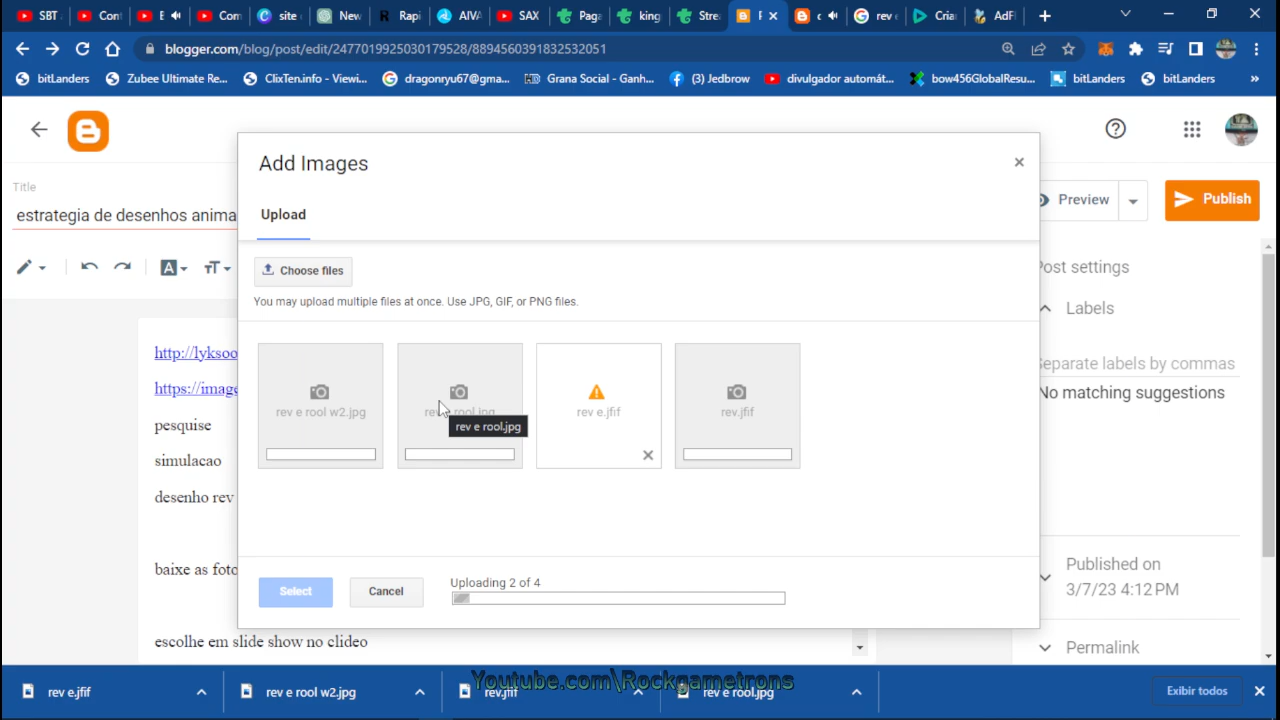 SBT
Con
E
Con
site
New
Rapi
AIVA
SAX
Paga
king
Stre
rev e
Cria
AdFl
blogger.com/blog/post/edit/2477019925030179528/8894560391832532051
bitLanders
Zubee Ultimate Re...
ClixTen.info - Viewi...
dragonryu67@gma...
Grana Social - Ganh...
(3) Jedbrow
divulgador automát...
bow456GlobalResu...
bitLanders
bitLanders
Title
estrategia de desenhos anima
Preview
Publish
Add Images
Upload
Choose files
You may upload multiple files at once. Use JPG, GIF, or PNG files.
rev e rool w2.jpg
rev e rool.jpg
rev e.jfif
rev.jfif
rev e rool.jpg
Select
Cancel
Uploading 2 of 4
http://lykso
https://image
pesquise
simulacao
desenho rev
baixe as foto
escolhe em slide show no clideo
Post settings
Labels
Separate labels by commas
No matching suggestions
Published on
3/7/23 4:12 PM
Permalink
rev e.jfif
rev e rool w2.jpg
rev.jfif
rev e rool.jpg
Exibir todos
Youtube.com\Rockgametrons